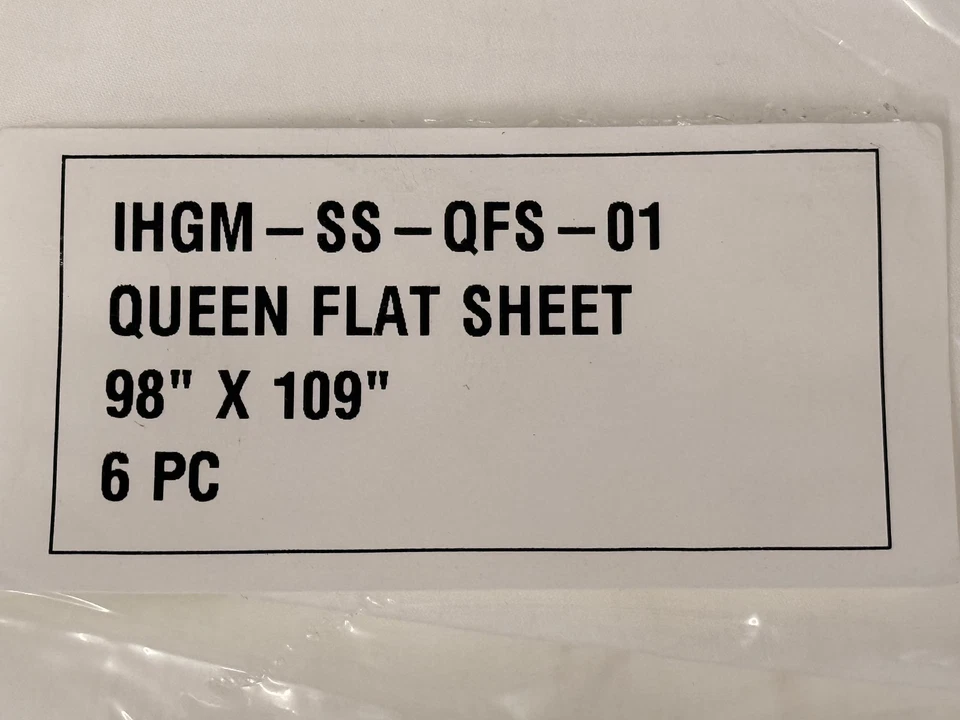 IHGM-SS-QFS-01
QUEEN FLAT SHEET
98" X 109"
6 PC